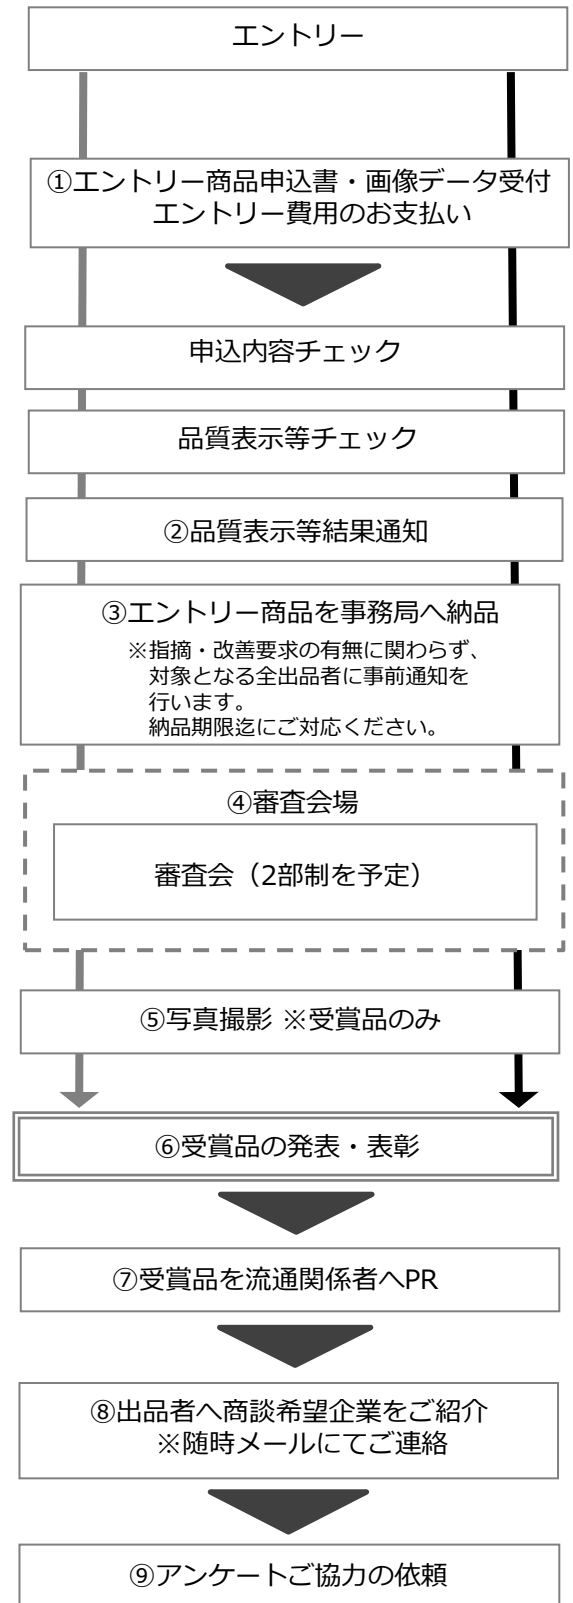 エントリー
①エントリー商品申込書・画像データ受付
エントリー費用のお支払い
申込内容チェック
品質表示等チェック
②品質表示等結果通知
③エントリー商品を事務局へ納品
※指摘・改善要求の有無に関わらず、
対象となる全出品者に事前通知を
行います。
納品期限迄にご対応ください。
④審査会場
審査会（2部制を予定）
⑤写真撮影 ※受賞品のみ
⑥受賞品の発表・表彰
⑦受賞品を流通関係者へPR
⑧出品者へ商談希望企業をご紹介
※随時メールにてご連絡
⑨アンケートご協力の依頼